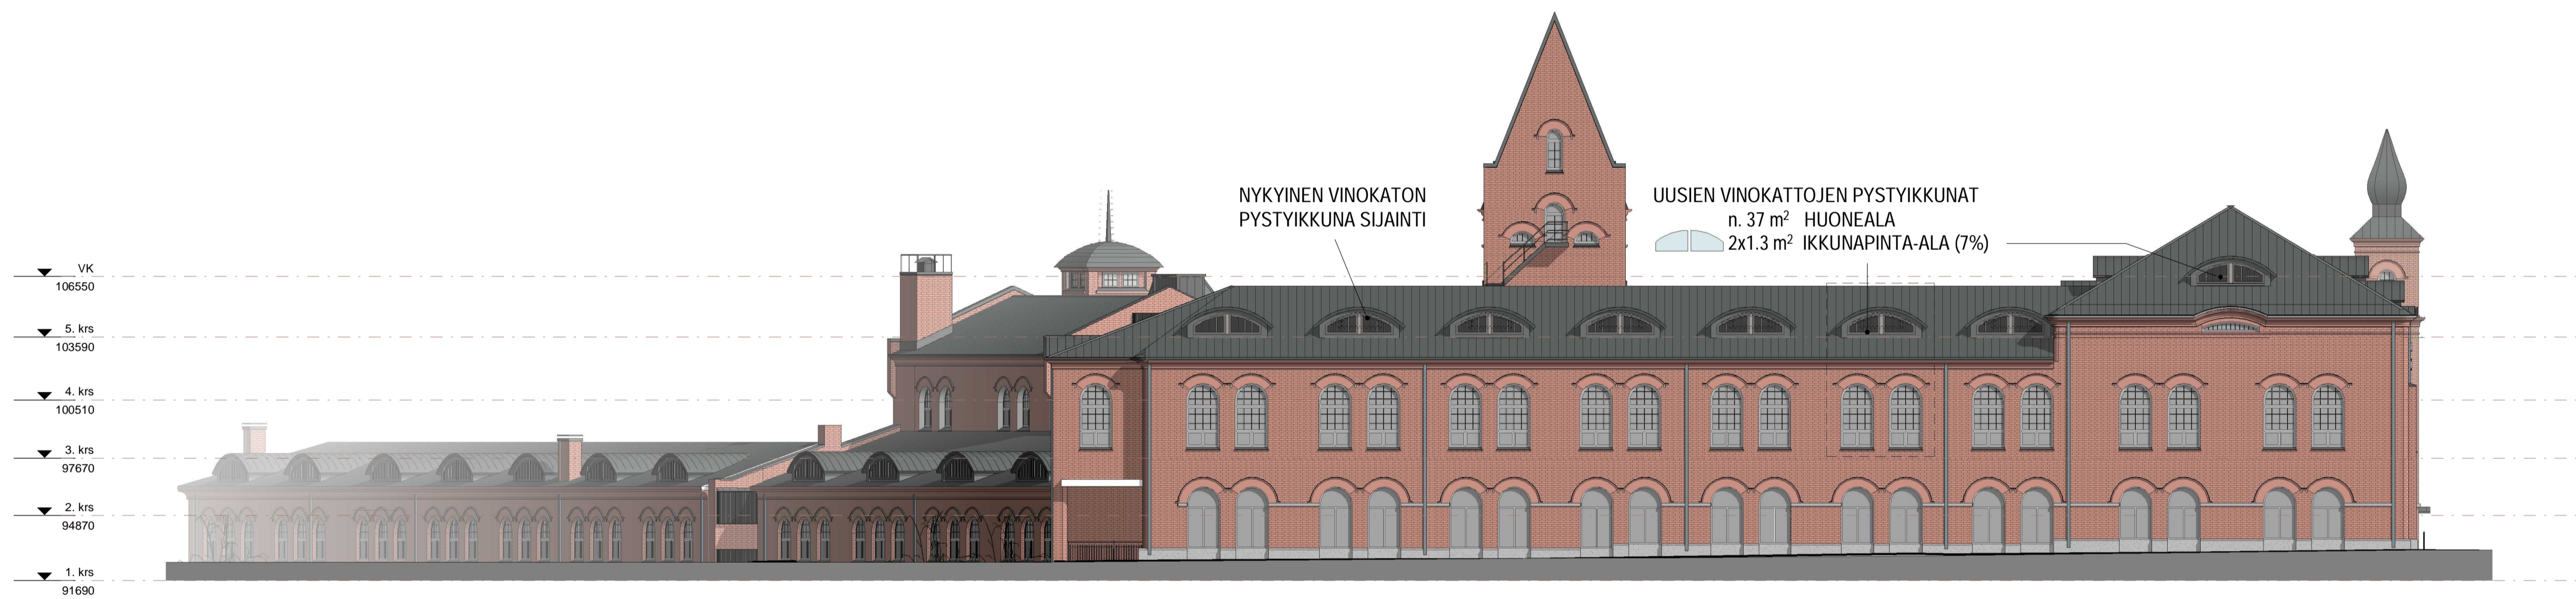 NYKYINEN VINOKATON
PYSTYIKKUNA SIJAINTI
UUSIEN VINOKATTOJEN PYSTYIKKUNAT
n. 37 m² HUONEALA
2x1.3 m² IKKUNAPINTA-ALA (7%)
VK
106550
5. krs
103590
4. krs
100510
3. krs
97670
2. krs
94870
1. krs
91690